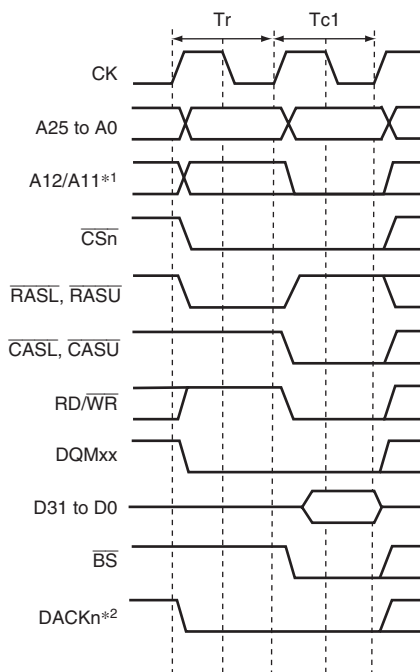 Tr Tc1
CK
A25 to A0
A12/A11*1
CSn
RASL, RASU
CASL, CASU
RD/WR
DQMxx
D31 to D0
BS
DACKn*2